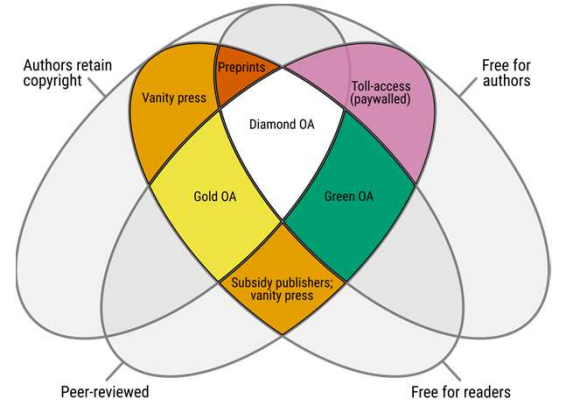 Authors retain
copyright
Free for
authors
Preprints
Vanity press
Toll-access
(paywalled)
Diamond OA
Gold OA
Green OA
Subsidy publishers;
vanity press
Peer-reviewed
Free for readers